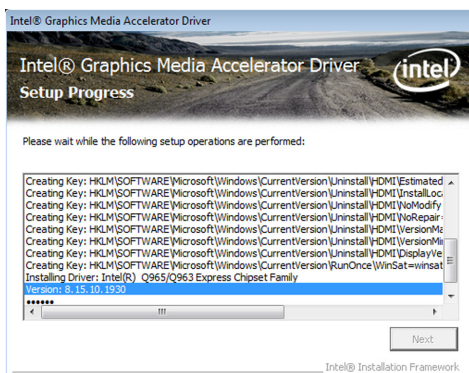 Intel® Graphics Media Accelerator Driver
Intel® Graphics Media Accelerator Driver
(intel)
Setup Progress
Please wait while the following setup operations are performed:
Creating Key: HKLM\SOFTWARE\Microsoft\Windows\CurrentVersion\Uninstall\HDMI\Estimated
Creating Key: HKLM\SOFTWARE\Microsoft\Windows\CurrentVersion\Uninstall\HDMI\InstallLoc
Creating Key: HKLM\SOFTWARE\Microsoft\Windows\CurrentVersion\Uninstall\HDMI\NoModify
Creating Key: HKLM\SOFTWARE\Microsoft\Windows\CurrentVersion\Uninstall\HDMI\NoRepair=
Creating Key: HKLM\SOFTWARE\Microsoft\Windows\CurrentVersion\Uninstall\HDMI\VersionMa
Creating Key: HKLM\SOFTWARE\Microsoft\Windows\CurrentVersion\Uninstall\HDMI\VersionMi
Creating Key: HKLM\SOFTWARE\Microsoft\Windows\CurrentVersion\Uninstall\HDMI\DisplayVe
Creating Key: HKLM\SOFTWARE\Microsoft\Windows\CurrentVersion\RunOnce\WinSat=winsat
Installing Driver: Intel(R) Q965/Q963 Express Chipset Family
Version: 8.15.10.1930
••••••
Next
Intel® Installation Framework